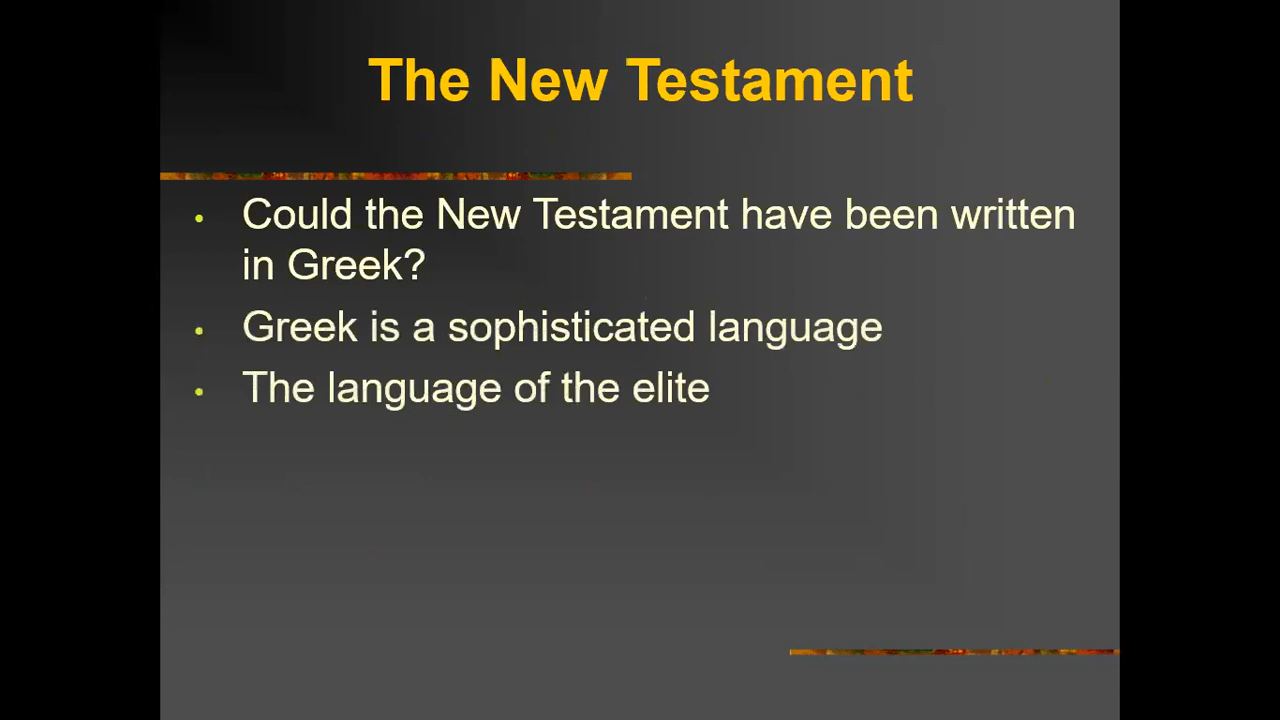 The New Testament
• Could the New Testament have been written
in Greek?
• Greek is a sophisticated language
• The language of the elite